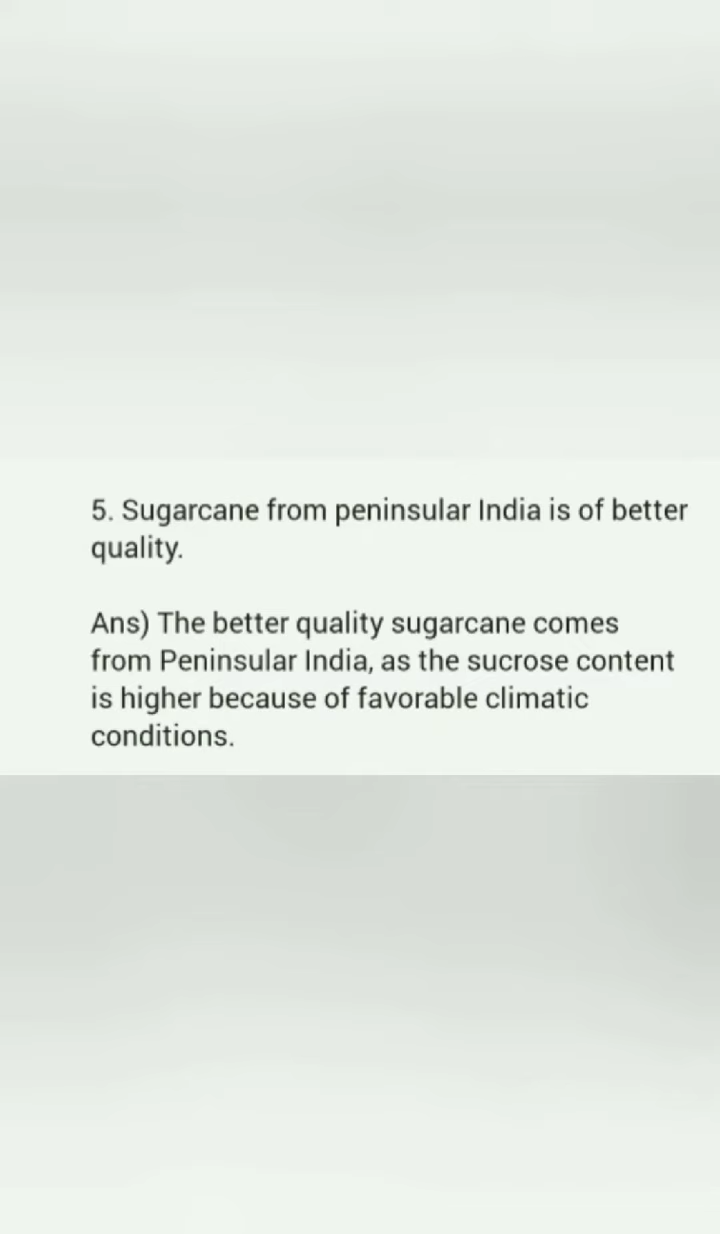 5. Sugarcane from peninsular India is of better
quality.
Ans) The better quality sugarcane comes
from Peninsular India, as the sucrose content
is higher because of favorable climatic
conditions.